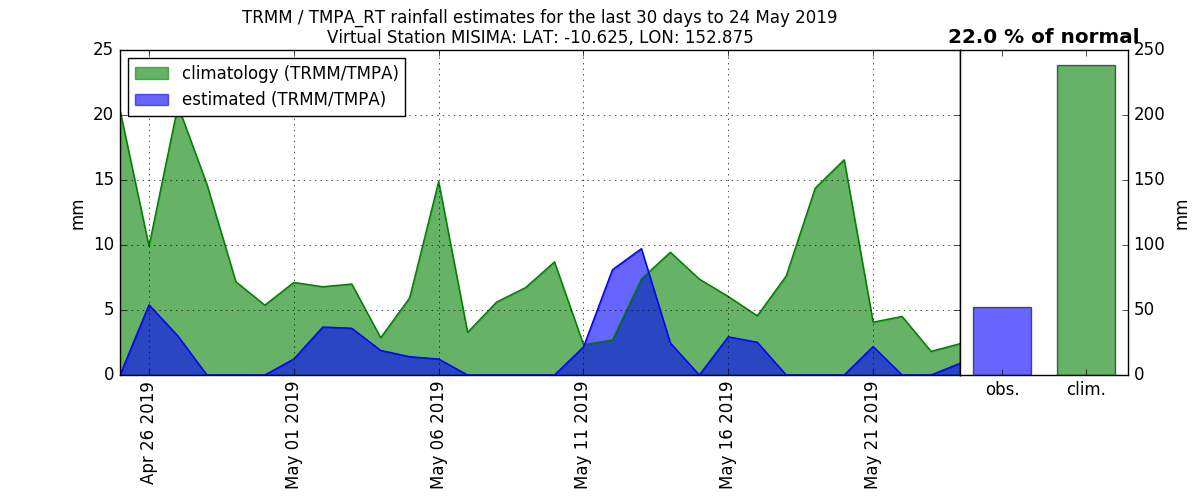 TRMM / TMPA_RT rainfall estimates for the last 30 days to 24 May 2019
Virtual Station MISIMA: LAT: -10.625, LON: 152.875
22.0 % of normal
climatology (TRMM/TMPA)
estimated (TRMM/TMPA)
25
20
15
10
5
0
mm
Apr 26 2019
May 01 2019
May 06 2019
May 11 2019
May 16 2019
May 21 2019
250
200
150
100
50
0
mm
obs.
clim.